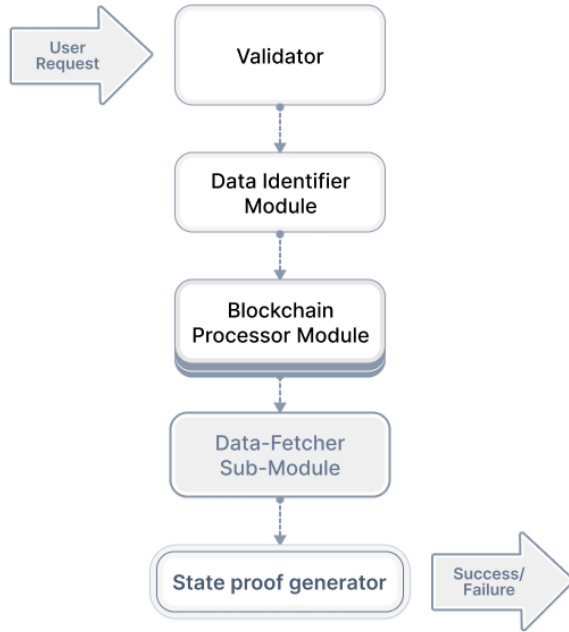 User
Request
Validator
Data Identifier
Module
Blockchain
Processor Module
Data-Fetcher
Sub-Module
State proof generator
Success/
Failure